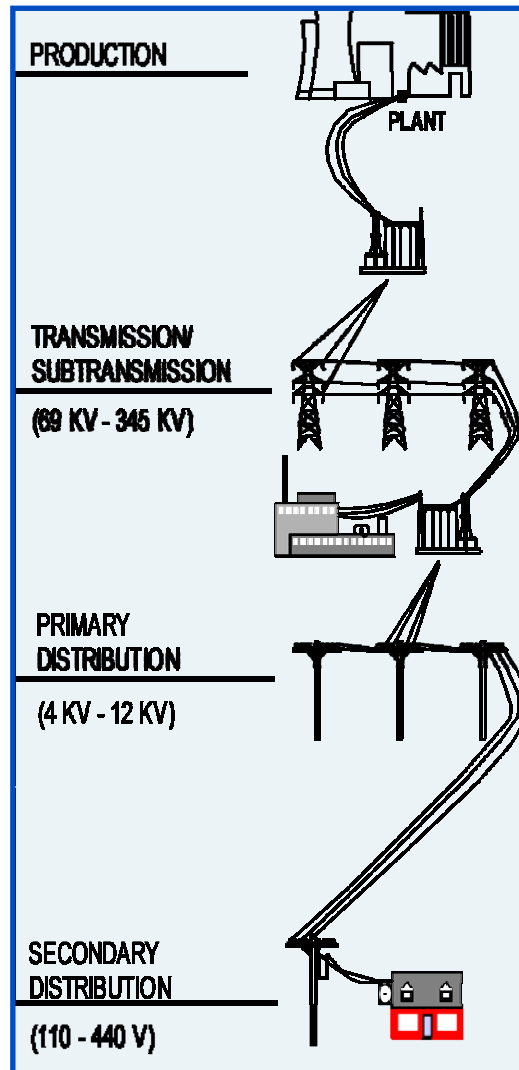 PRODUCTION
PLANT
TRANSMISSION/
SUBTRANSMISSION
(69 KV - 345 KV)
PRIMARY
DISTRIBUTION
(4 KV - 12 KV)
SECONDARY
DISTRIBUTION
(110 - 440 V)